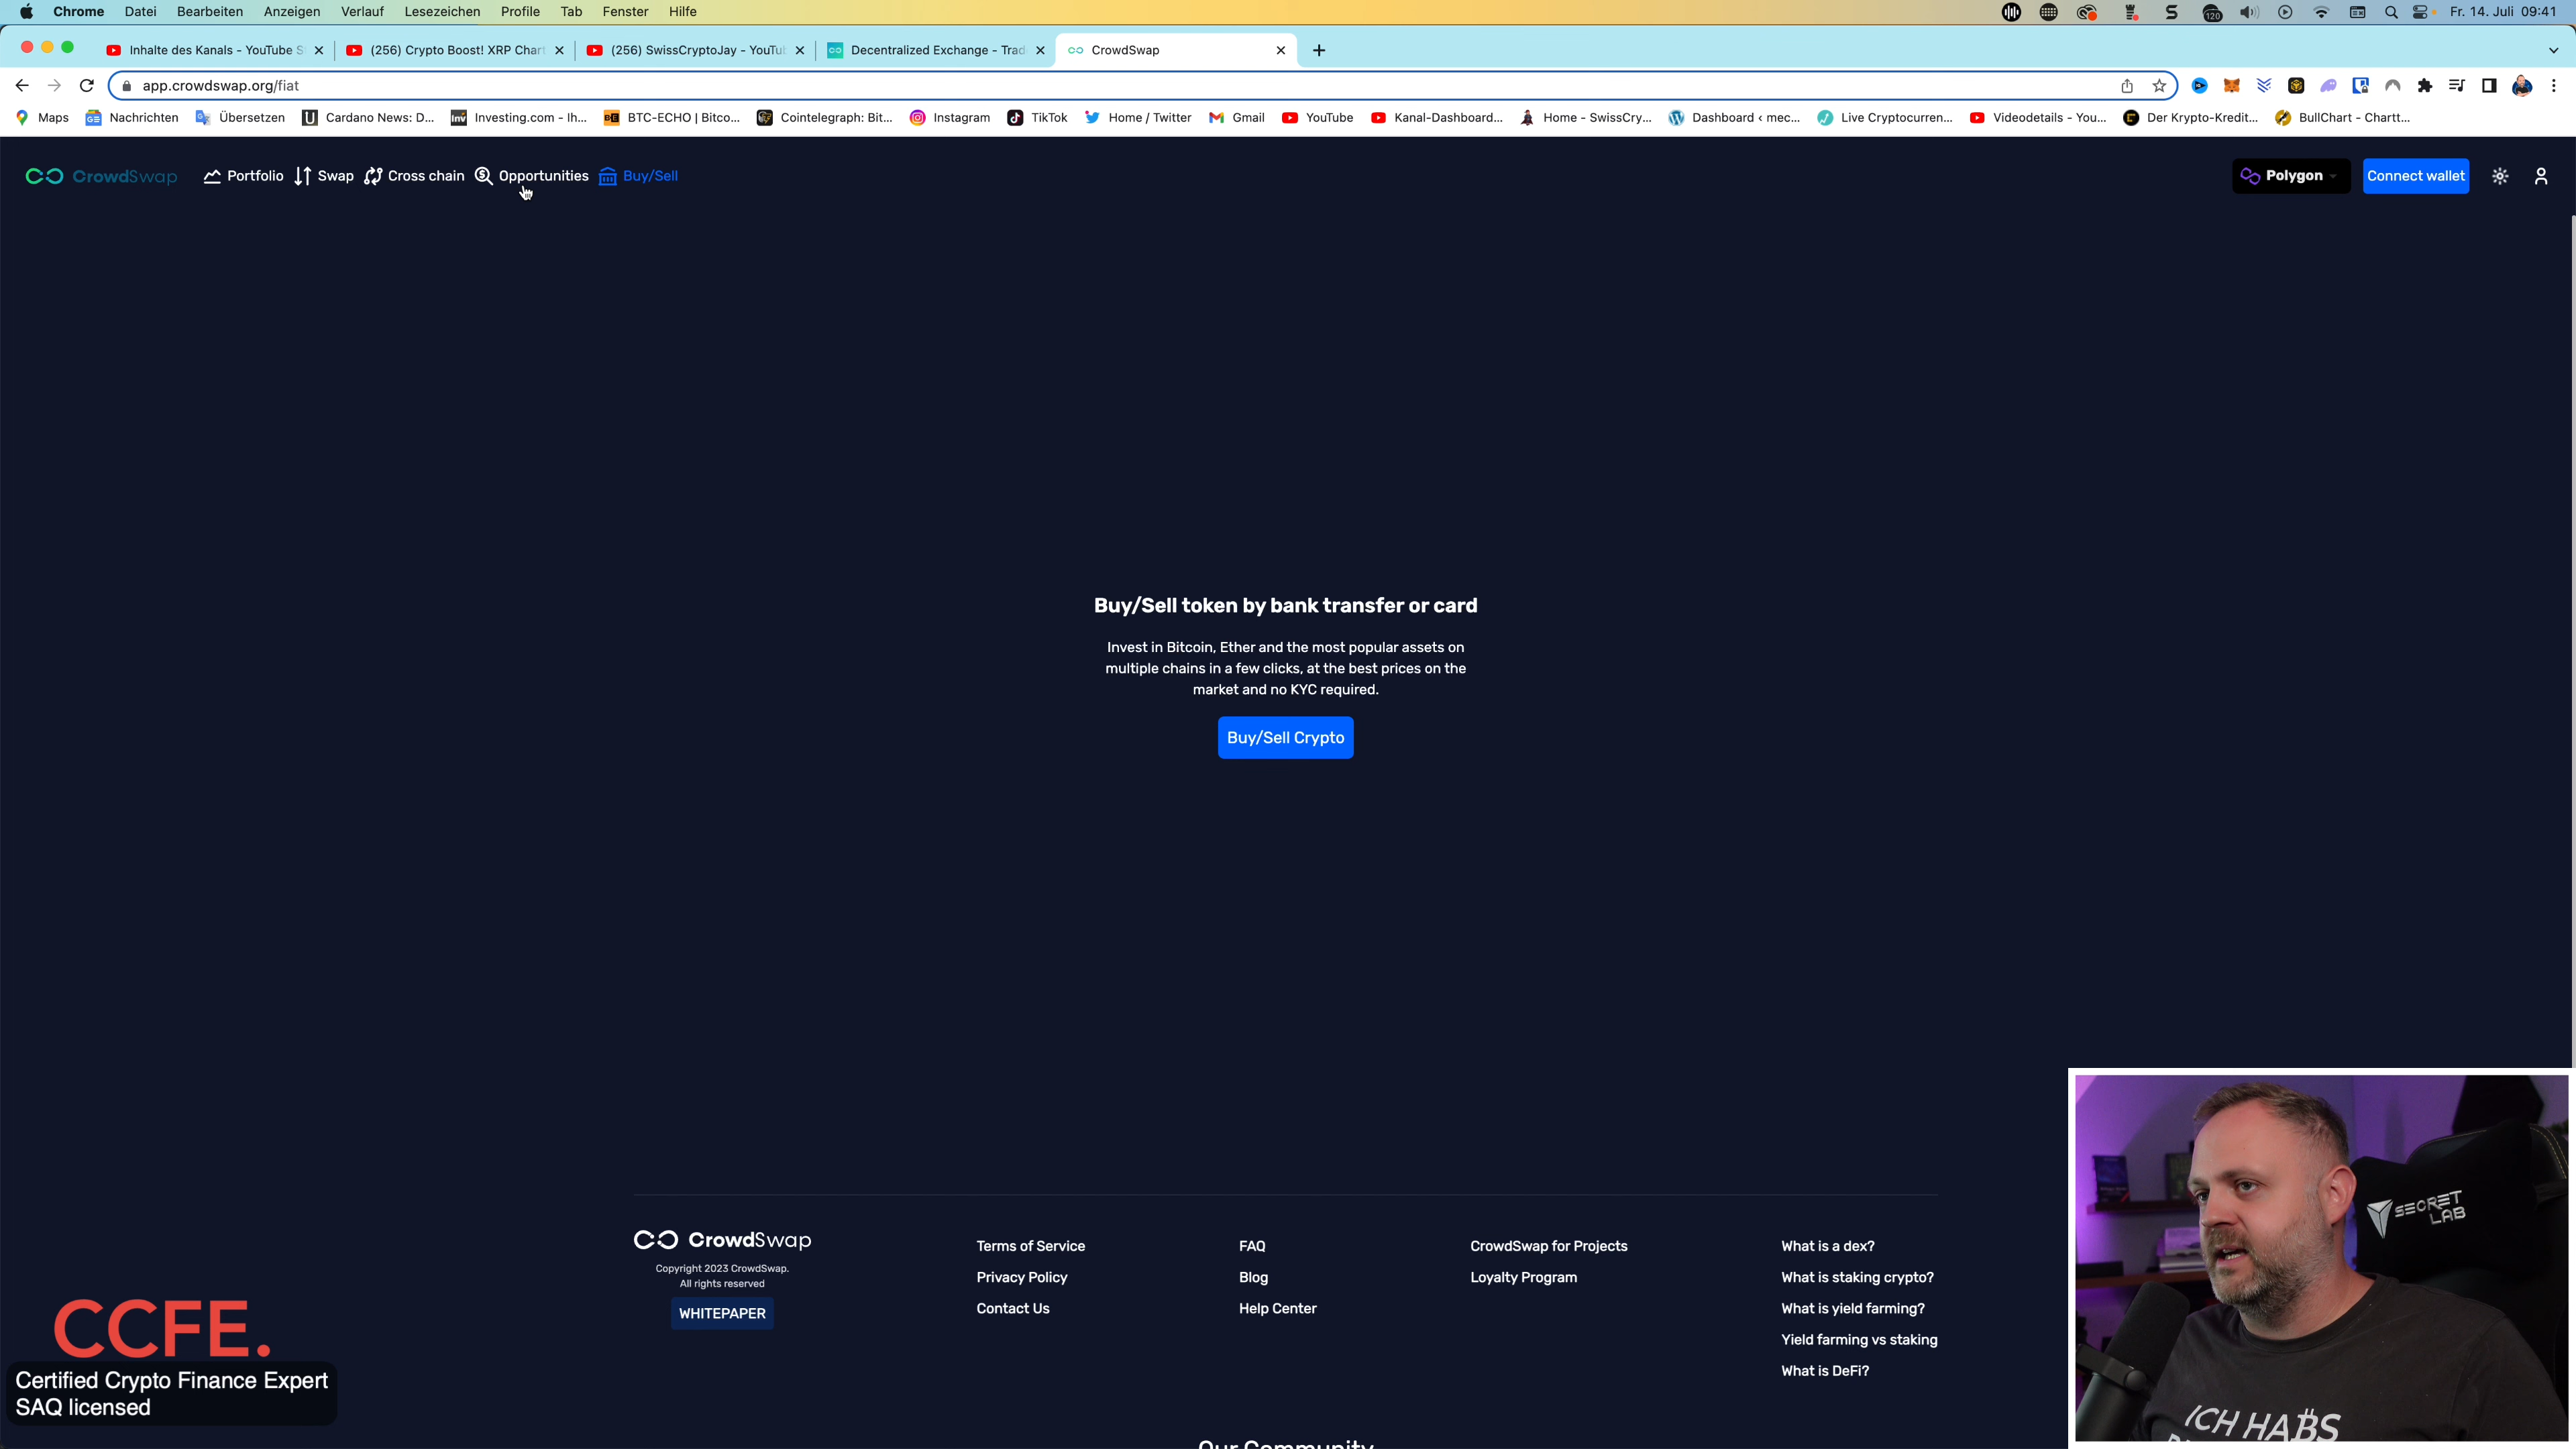 Chrome Datei Bearbeiten Anzeigen Verlauf Lesezeichen Profile Tab Fenster Hilfe
120
Fr. 14. Juli 09:41
Inhalte des Kanals - YouTube S
(256) Crypto Boost! XRP Chart
(256) SwissCryptoJay - YouTu
Decentralized Exchange - Trad
CrowdSwap
app.crowdswap.org/fiat
Maps Nachrichten Übersetzen Cardano News: D... Investing.com - Ih... BTC-ECHO | Bitco... Cointelegraph: Bit... Instagram TikTok Home / Twitter Gmail YouTube Kanal-Dashboard... Home - SwissCry... Dashboard ‹ mec... Live Cryptocurren... Videodetails - You... Der Krypto-Kredit... BullChart - Chartt...
CrowdSwap Portfolio Swap Cross chain Opportunities Buy/Sell
Polygon
Connect wallet
Buy/Sell token by bank transfer or card
Invest in Bitcoin, Ether and the most popular assets on
multiple chains in a few clicks, at the best prices on the
market and no KYC required.
Buy/Sell Crypto
CrowdSwap
Copyright 2023 CrowdSwap.
All rights reserved
WHITEPAPER
Terms of Service
Privacy Policy
Contact Us
FAQ
Blog
Help Center
CrowdSwap for Projects
Loyalty Program
What is a dex?
What is staking crypto?
What is yield farming?
Yield farming vs staking
What is DeFi?
Our Community
CCFE.
Certified Crypto Finance Expert
SAQ licensed
SECRET
LAB
ICH HABS